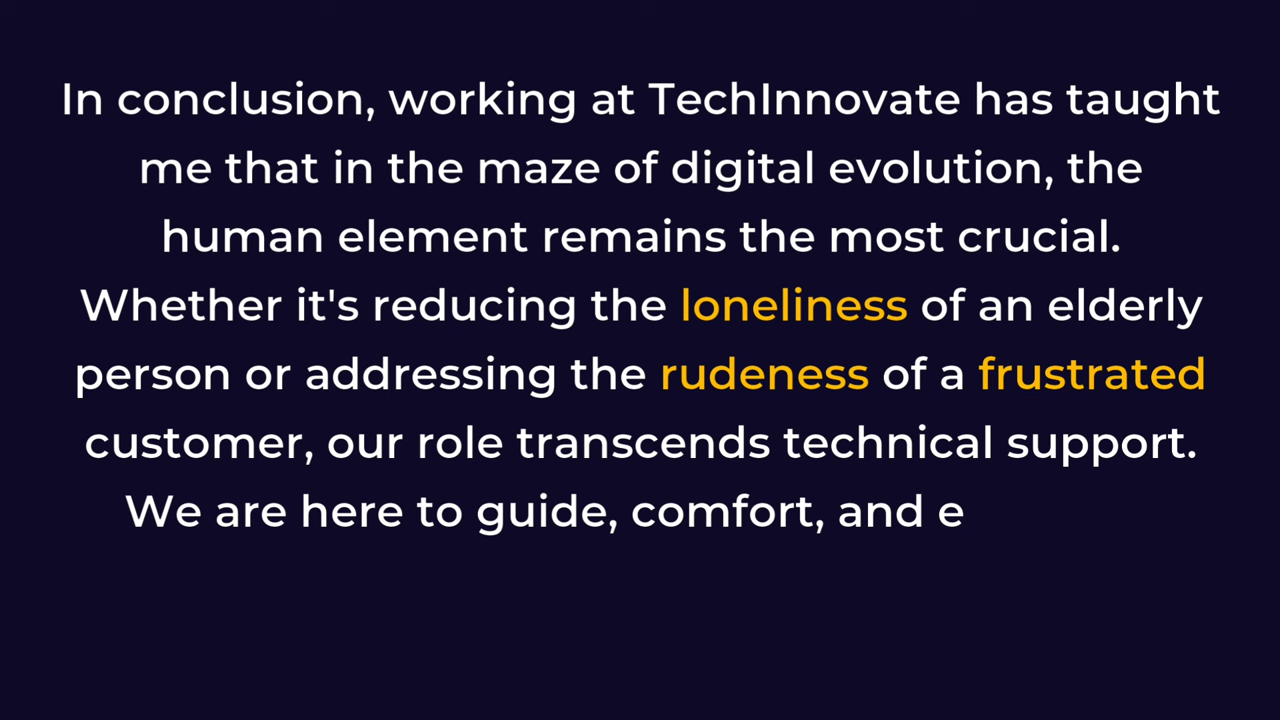 In conclusion, working at TechInnovate has taught
me that in the maze of digital evolution, the
human element remains the most crucial.
Whether it's reducing the loneliness of an elderly
person or addressing the rudeness of a frustrated
customer, our role transcends technical support.
We are here to guide, comfort, and e